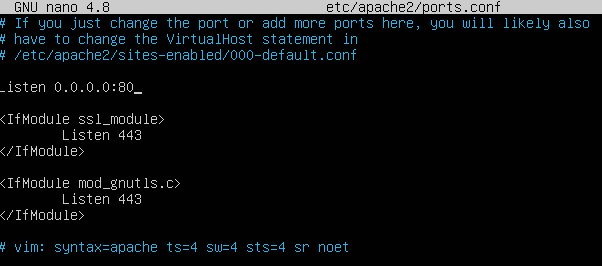 GNU nano 4.8 etc/apache2/ports.conf
# If you just change the port or add more ports here, you will likely also
# have to change the VirtualHost statement in
# /etc/apache2/sites-enabled/000-default.conf
Listen 0.0.0.0:80_
<IfModule ssl_module>
Listen 443
</IfModule>
<IfModule mod_gnutls.c>
Listen 443
</IfModule>
# vim: syntax=apache ts=4 sw=4 sts=4 sr noet